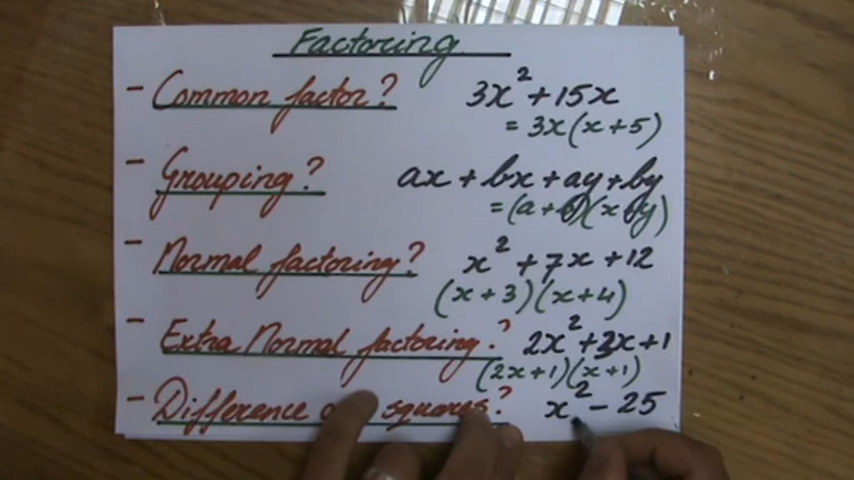 Factoring
- Common factor? 3x² + 15x
= 3x(x+5)
- Grouping? ax + bx + ay + by
= (a+b)(x+y)
- Normal factoring? x² + 7x + 12
(x+3)(x+4)
- Extra Normal factoring? 2x² + 3x + 1
(2x+1)(x+1)
- Difference squares? x² - 25